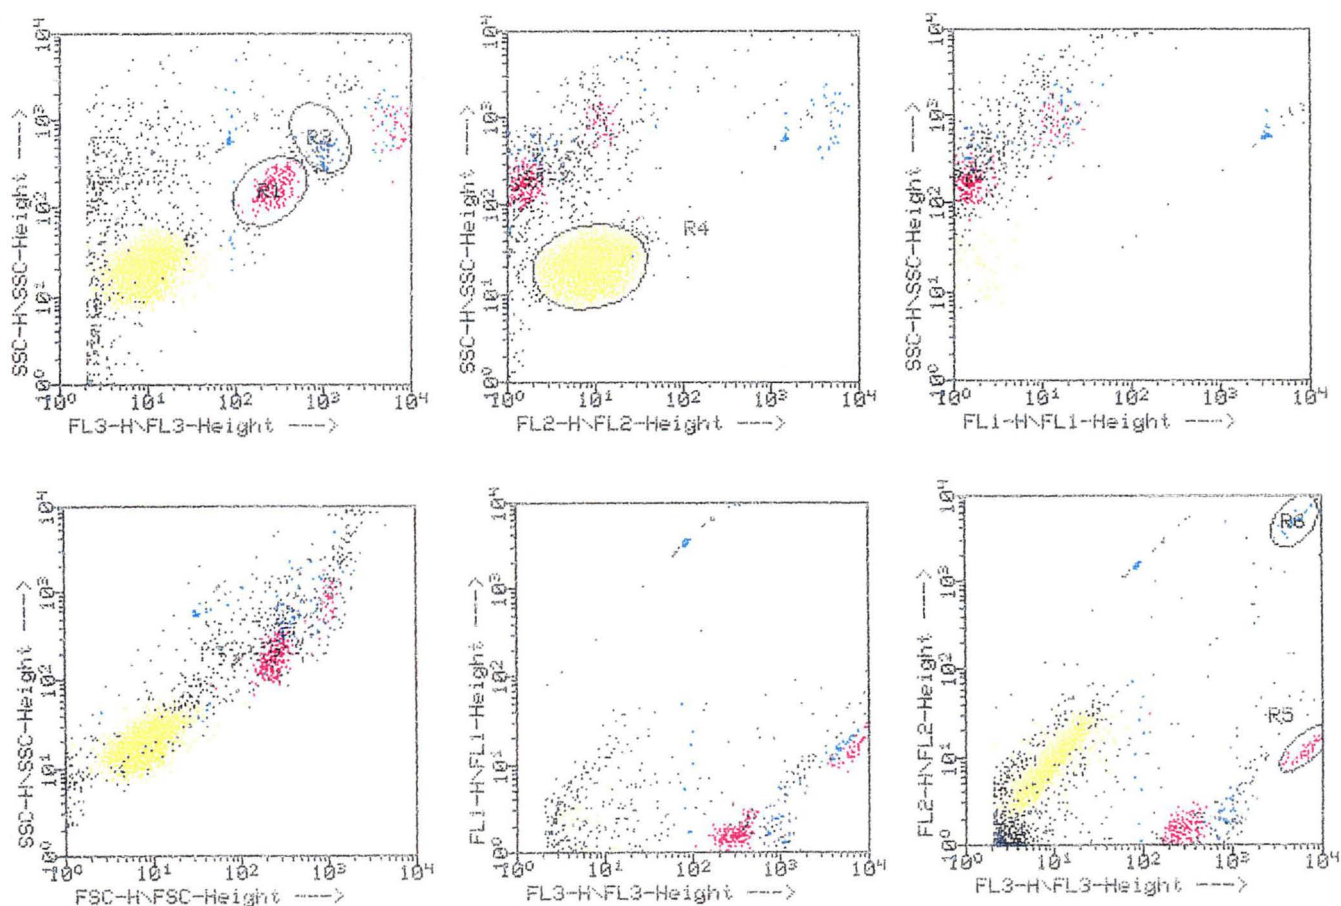 SSC-H\SSC-Height --->
10⁴
10³
10²
10¹
10⁰
R3
R1
10⁰ 10¹ 10² 10³ 10⁴
FL3-H\FL3-Height --->
SSC-H\SSC-Height --->
10⁴
10³
10²
10¹
10⁰
R4
10⁰ 10¹ 10² 10³ 10⁴
FL2-H\FL2-Height --->
SSC-H\SSC-Height --->
10⁴
10³
10²
10¹
10⁰
10⁰ 10¹ 10² 10³ 10⁴
FL1-H\FL1-Height --->
SSC-H\SSC-Height --->
10⁴
10³
10²
10¹
10⁰
10⁰ 10¹ 10² 10³ 10⁴
FSC-H\FSC-Height --->
FL1-H\FL1-Height --->
10⁴
10³
10²
10¹
10⁰
10⁰ 10¹ 10² 10³ 10⁴
FL3-H\FL3-Height --->
FL2-H\FL2-Height --->
10⁴
10³
10²
10¹
10⁰
R6
R5
10⁰ 10¹ 10² 10³ 10⁴
FL3-H\FL3-Height --->